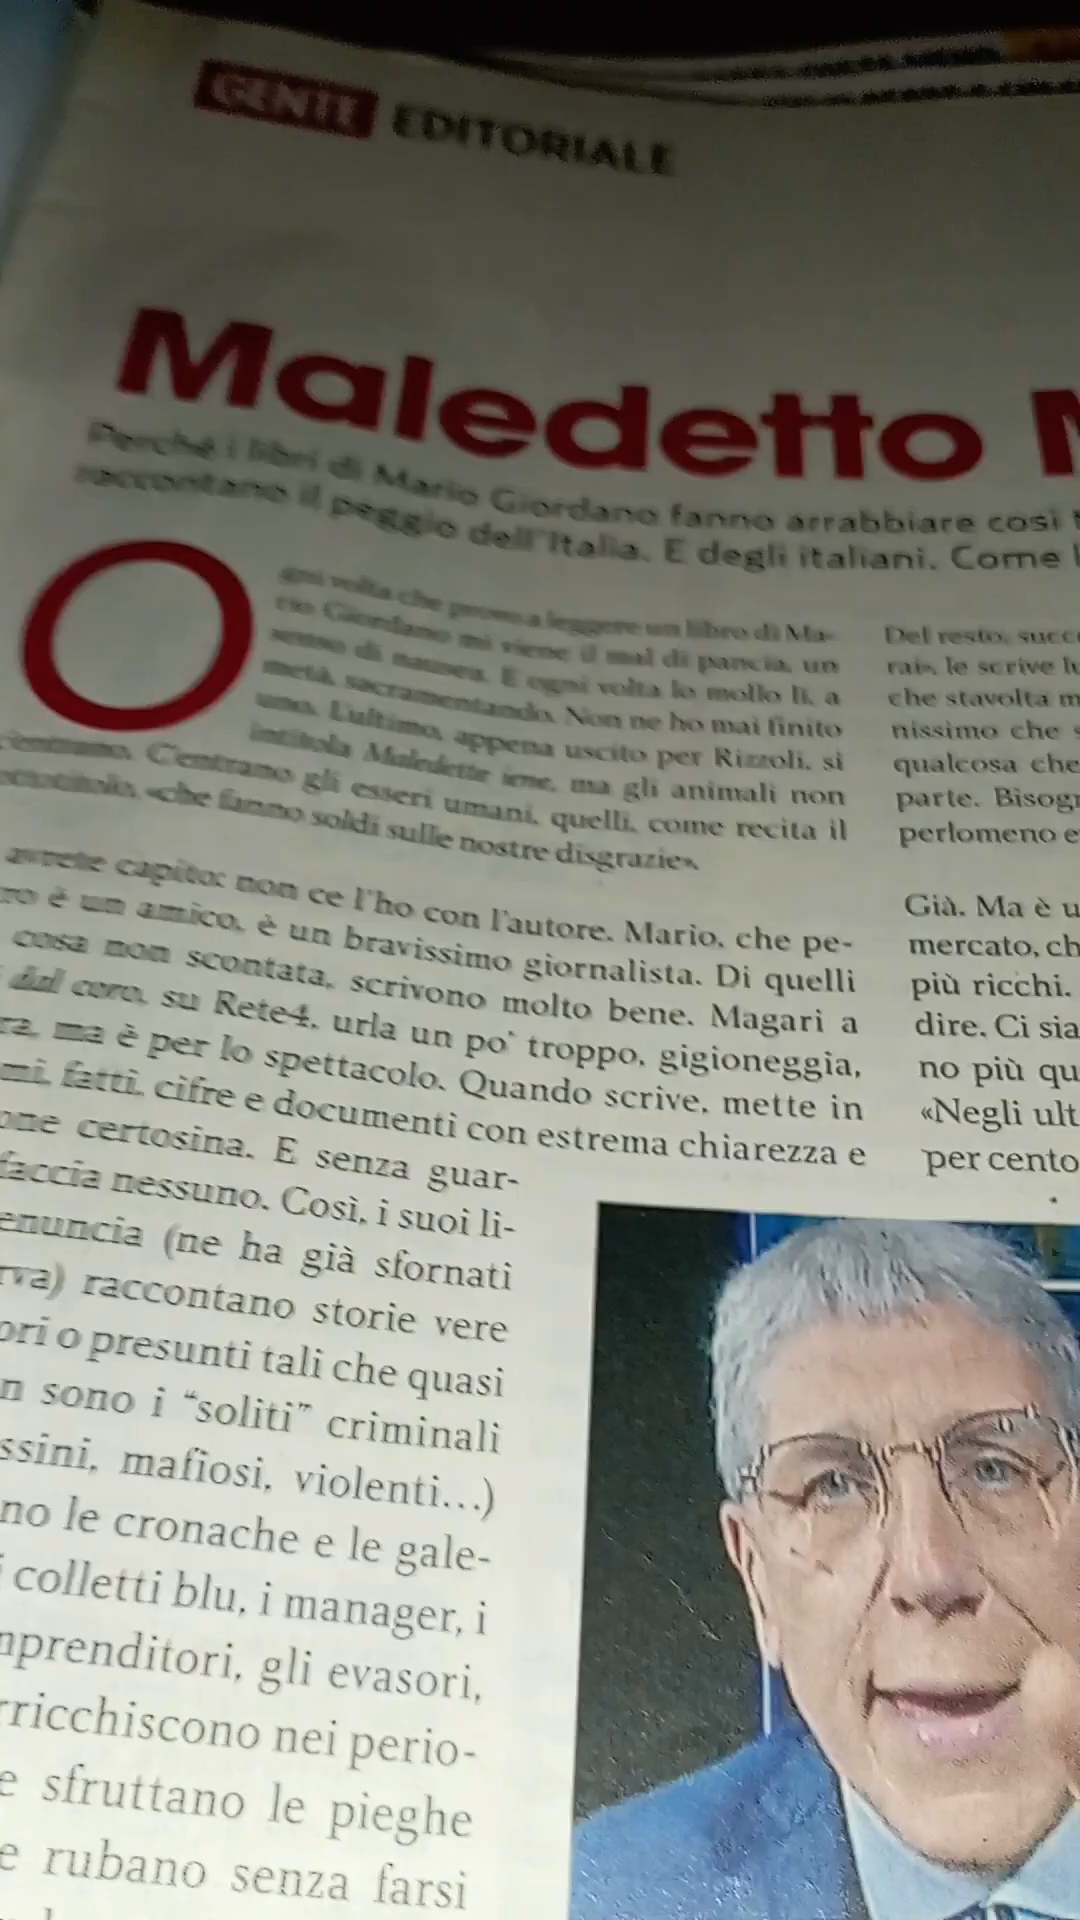 GENTE EDITORIALE
Maledetto
Perché i libri di Mario Giordano fanno arrabbiare così
raccontano il peggio dell'Italia. E degli italiani. Come
Ogni volta che provo a leggere un libro di Ma-
rio Giordano mi viene il mal di pancia, un
senso di nausea. E ogni volta lo mollo lì, a
metà, sacramentando. Non ne ho mai finito
uno. L'ultimo, appena uscito per Rizzoli, si
intitola Maledette iene, ma gli animali non
c'entrano. C'entrano gli esseri umani, quelli, come recita il
sottotitolo, «che fanno soldi sulle nostre disgrazie».
avrete capito: non ce l'ho con l'autore. Mario, che pe-
ro è un amico, è un bravissimo giornalista. Di quelli
cosa non scontata, scrivono molto bene. Magari a
dal coro, su Rete4, urla un po' troppo, gigioneggia,
ra, ma è per lo spettacolo. Quando scrive, mette in
mi, fatti, cifre e documenti con estrema chiarezza e
one certosina. E senza guar-
faccia nessuno. Così, i suoi li-
enuncia (ne ha già sfornati
rva) raccontano storie vere
ori o presunti tali che quasi
n sono i “soliti” criminali
ssini, mafiosi, violenti...)
no le cronache e le gale-
colletti blu, i manager, i
mprenditori, gli evasori,
rricchiscono nei perio-
e sfruttano le pieghe
e rubano senza farsi
Del resto, succ
rai», le scrive
che stavolta m
nissimo che
qualcosa che
parte. Bisog
perlomeno e
Già. Ma è u
mercato, ch
più ricchi.
dire. Ci sia
no più qu
«Negli ult
per cento